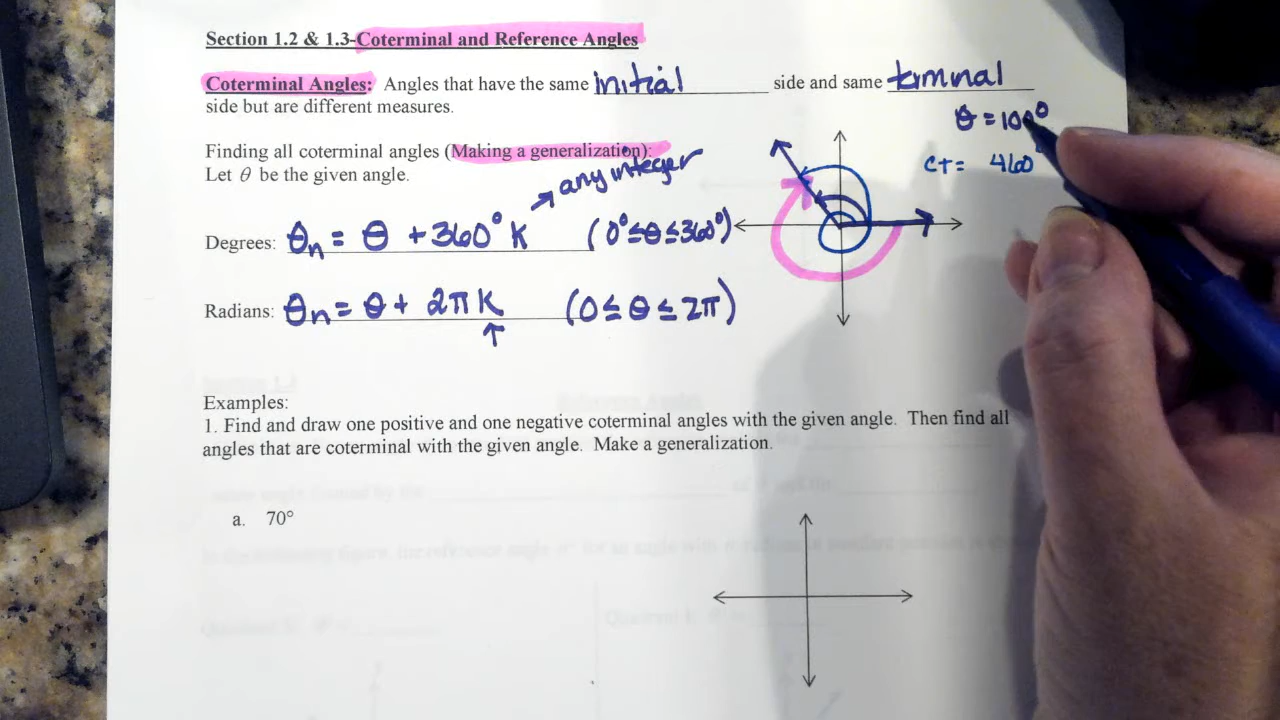 Section 1.2 & 1.3-Coterminal and Reference Angles
Coterminal Angles: Angles that have the same initial side and same terminal
side but are different measures.
θ = 100°
Finding all coterminal angles (Making a generalization):
any integer
CT = 460
Let θ be the given angle.
Degrees: θn = θ + 360° K (0° ≤ θ ≤ 360°)
Radians: θn = θ + 2π K (0 ≤ θ ≤ 2π)
Examples:
1. Find and draw one positive and one negative coterminal angles with the given angle. Then find all
angles that are coterminal with the given angle. Make a generalization.
a. 70°